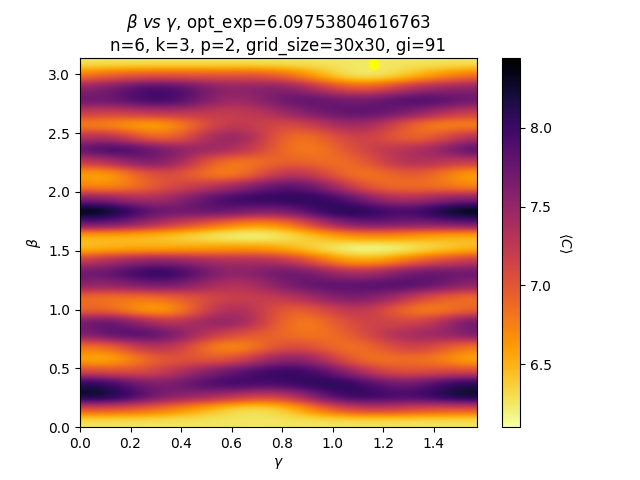 β vs γ, opt_exp=6.09753804616763
n=6, k=3, p=2, grid_size=30x30, gi=91
3.0
2.5
2.0
1.5
1.0
0.5
0.0
β
0.0 0.2 0.4 0.6 0.8 1.0 1.2 1.4
γ
8.0
7.5
7.0
6.5
⟨C⟩